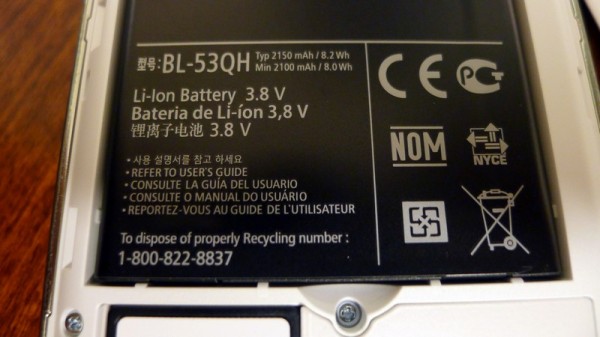 型号: BL-53QH Typ 2150 mAh / 8.2 Wh
Min 2100 mAh / 8.0 Wh
Li-Ion Battery 3.8 V
Bateria de Li-íon 3,8 V
锂离子电池 3.8 V
• 사용 설명서를 참고 하세요
• REFER TO USER'S GUIDE
• CONSULTE LA GUÍA DEL USUARIO
• CONSULTE O MANUAL DO USUÁRIO
• REPORTEZ-VOUS AU GUIDE DE L'UTILISATEUR
To dispose of properly Recycling number :
1-800-822-8837
CE PCT
NOM NYCE